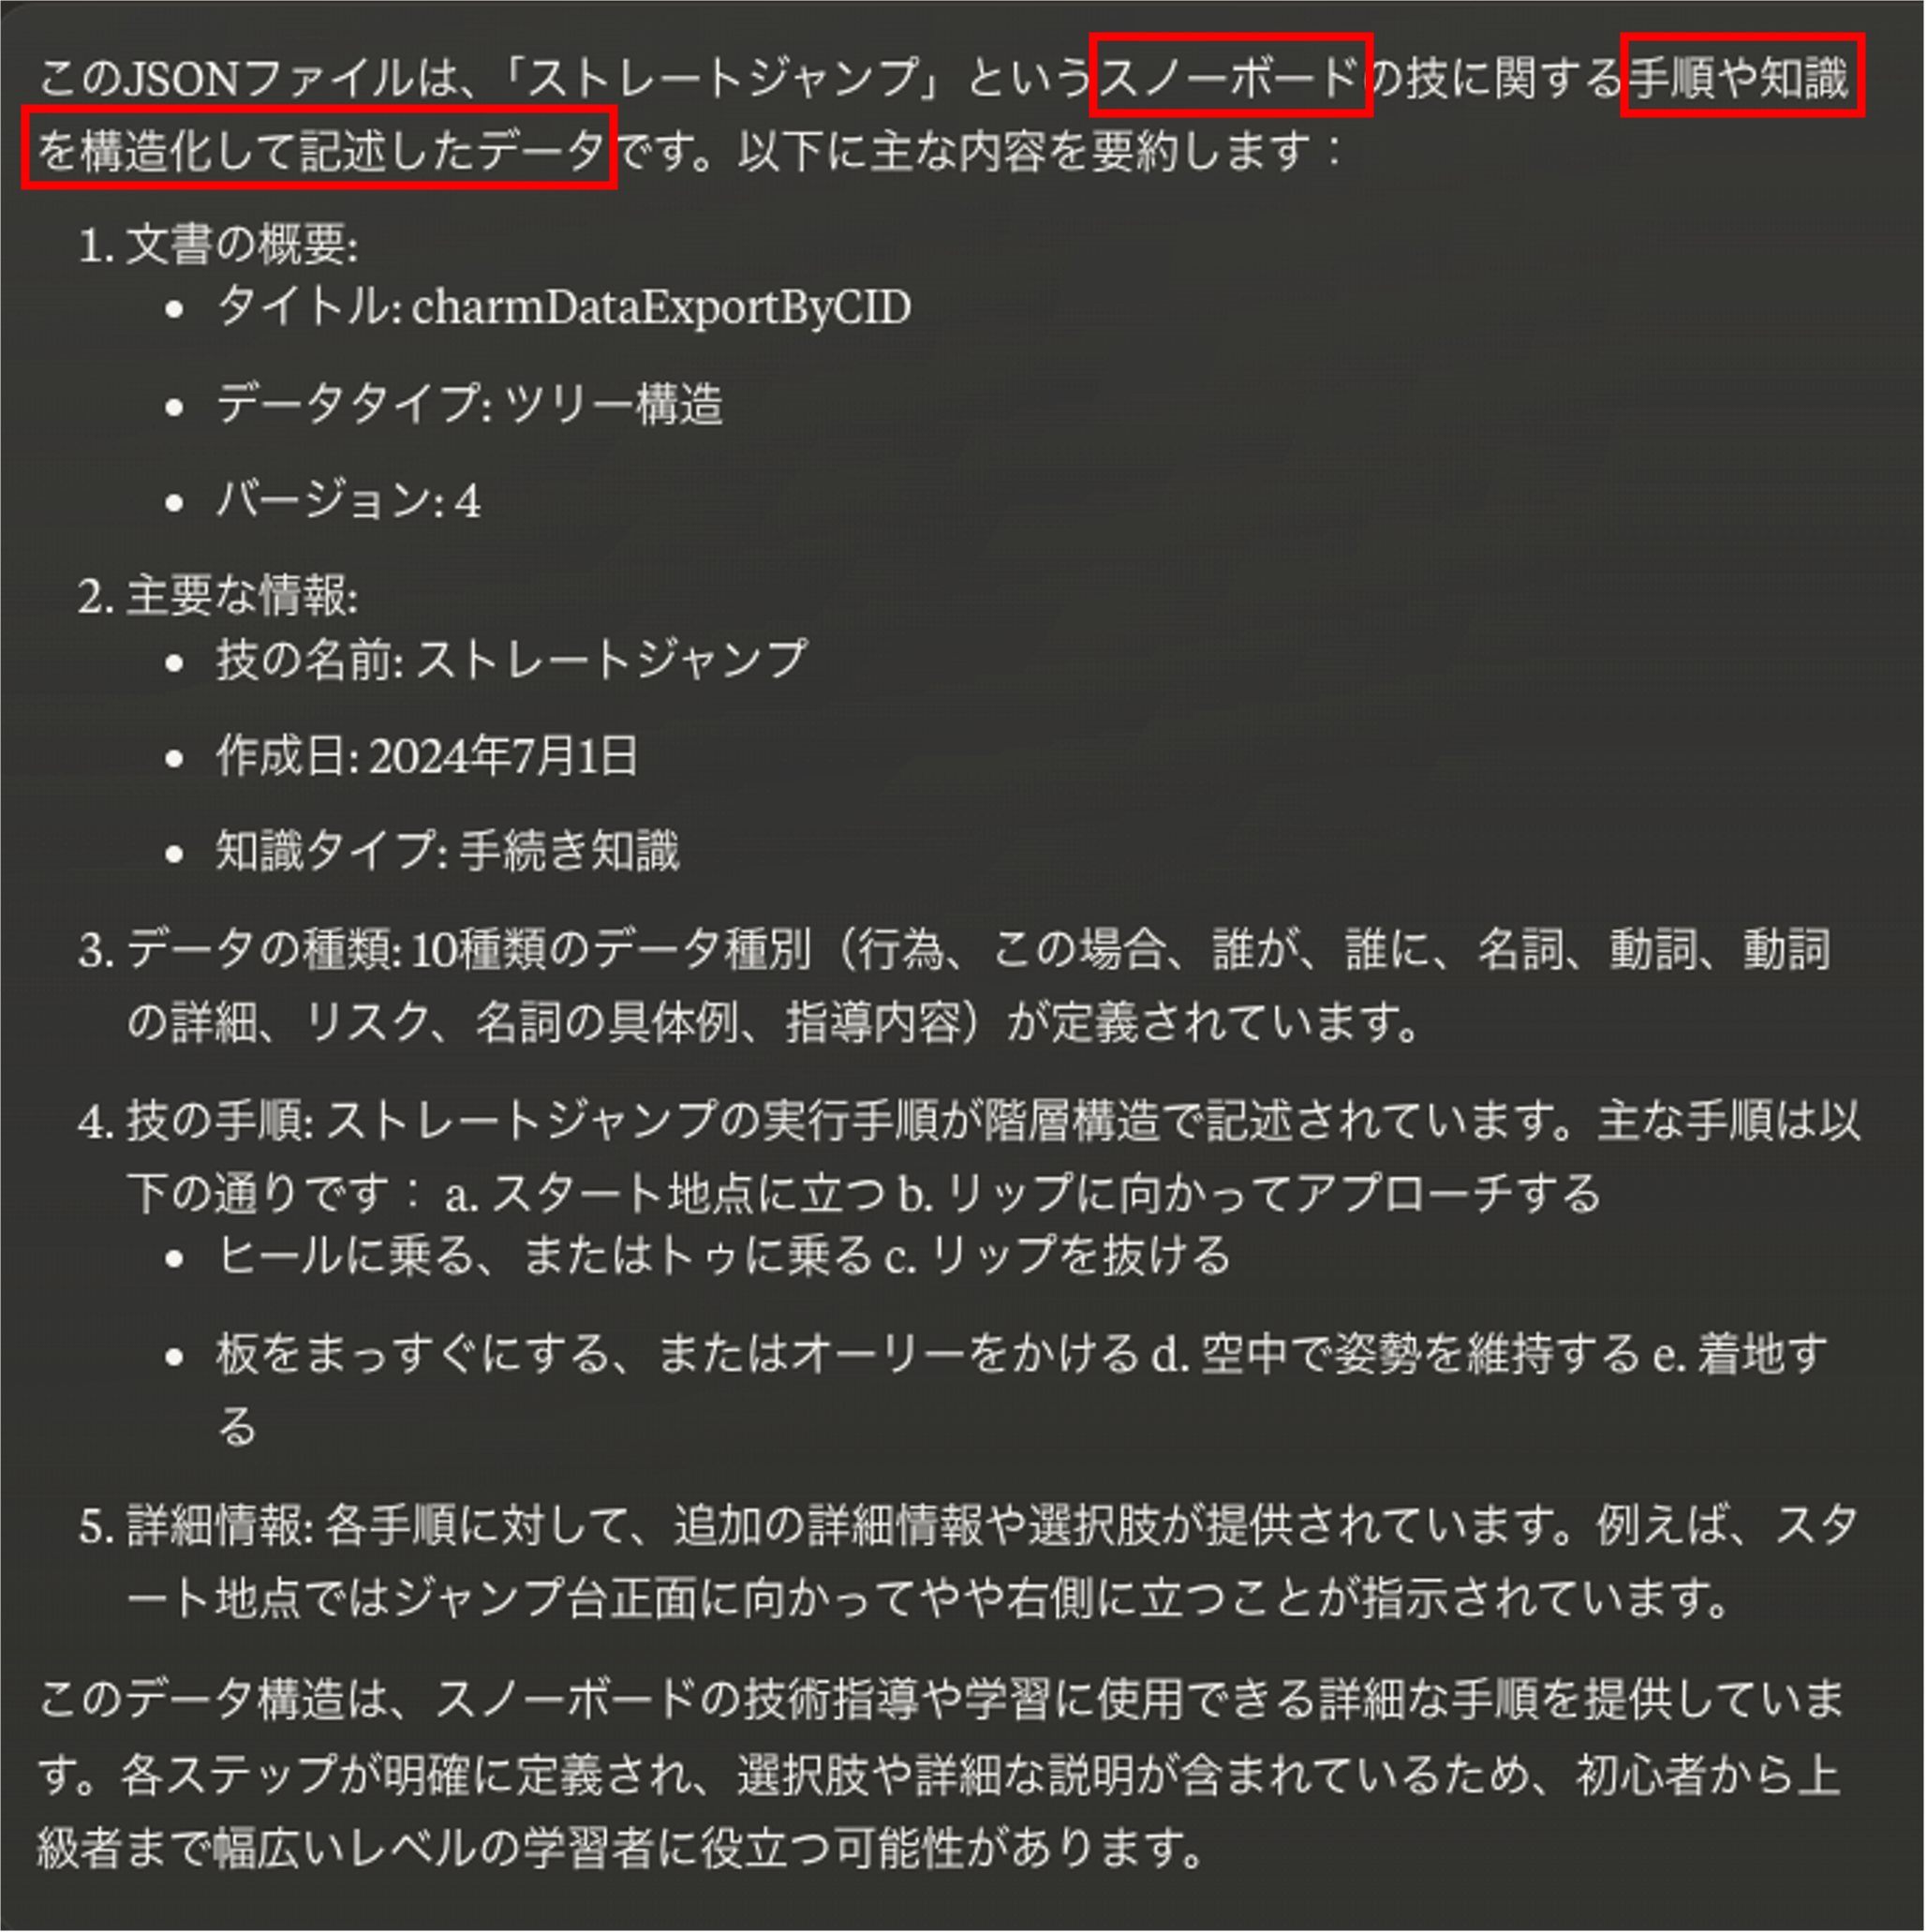 このJSONファイルは、「ストレートジャンプ」というスノーボードの技に関する手順や知識
を構造化して記述したデータです。以下に主な内容を要約します：
1. 文書の概要:
• タイトル: charmDataExportByCID
• データタイプ: ツリー構造
• バージョン: 4
2. 主要な情報:
• 技の名前: ストレートジャンプ
• 作成日: 2024年7月1日
• 知識タイプ: 手続き知識
3. データの種類: 10種類のデータ種別（行為、この場合、誰が、誰に、名詞、動詞、動詞
の詳細、リスク、名詞の具体例、指導内容）が定義されています。
4. 技の手順: ストレートジャンプの実行手順が階層構造で記述されています。主な手順は以
下の通りです： a. スタート地点に立つ b. リップに向かってアプローチする
• ヒールに乗る、またはトゥに乗る c. リップを抜ける
• 板をまっすぐにする、またはオーリーをかける d. 空中で姿勢を維持する e. 着地す
る
5. 詳細情報: 各手順に対して、追加の詳細情報や選択肢が提供されています。例えば、スタ
ート地点ではジャンプ台正面に向かってやや右側に立つことが指示されています。
このデータ構造は、スノーボードの技術指導や学習に使用できる詳細な手順を提供していま
す。各ステップが明確に定義され、選択肢や詳細な説明が含まれているため、初心者から上
級者まで幅広いレベルの学習者に役立つ可能性があります。